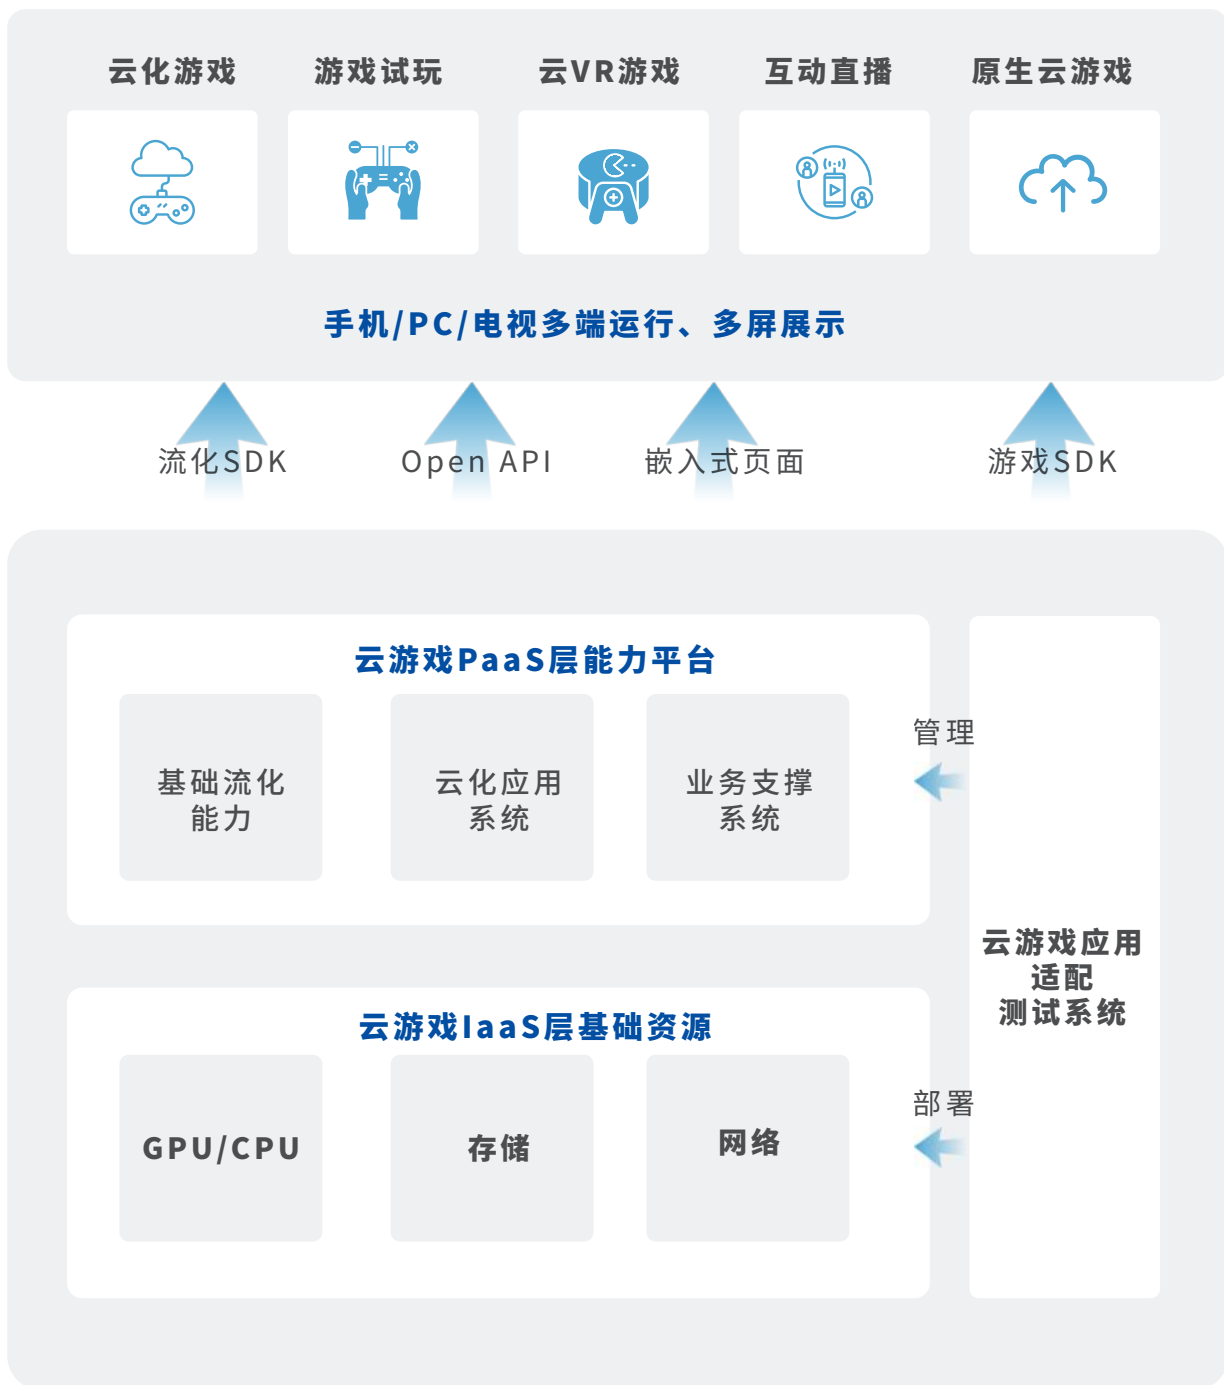 云化游戏
游戏试玩
云VR游戏
互动直播
原生云游戏
手机/PC/电视多端运行、多屏展示
流化SDK
Open API
嵌入式页面
游戏SDK
云游戏PaaS层能力平台
基础流化
能力
云化应用
系统
业务支撑
系统
管理
云游戏应用
适配
测试系统
云游戏IaaS层基础资源
GPU/CPU
存储
网络
部署